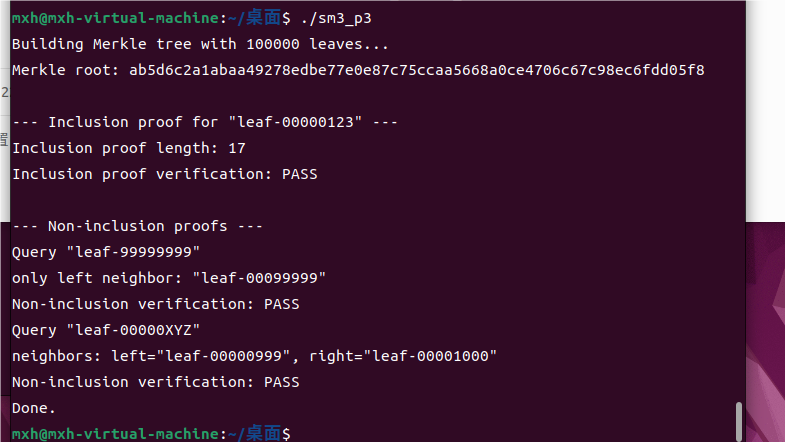 mxh@mxh-virtual-machine:~/桌面$ ./sm3_p3
Building Merkle tree with 100000 leaves...
Merkle root: ab5d6c2a1abaa49278edbe77e0e87c75ccaa5668a0ce4706c67c98ec6fdd05f8
2
--- Inclusion proof for "leaf-00000123" ---
Inclusion proof length: 17
Inclusion proof verification: PASS
--- Non-inclusion proofs ---
Query "leaf-99999999"
only left neighbor: "leaf-00099999"
Non-inclusion verification: PASS
Query "leaf-00000XYZ"
neighbors: left="leaf-00000999", right="leaf-00001000"
Non-inclusion verification: PASS
Done.
mxh@mxh-virtual-machine:~/桌面$